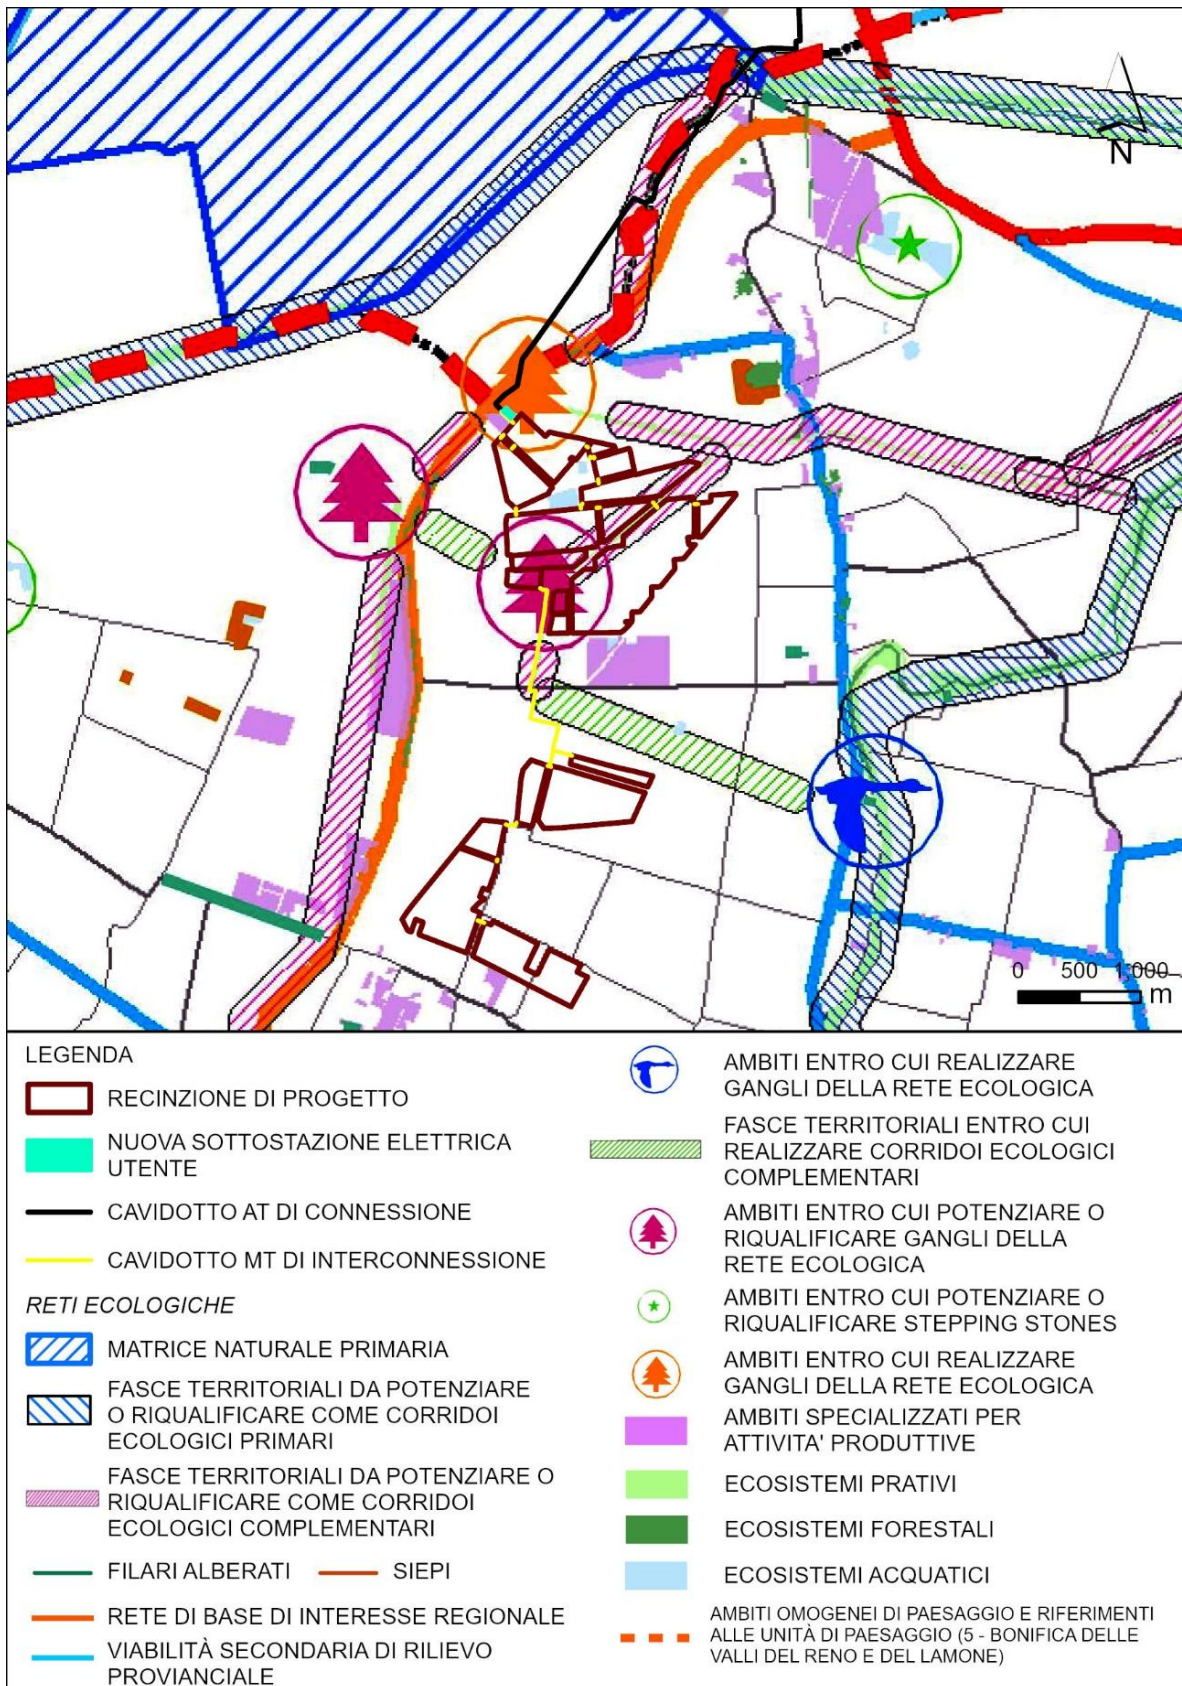 N
0 500 1.000
m
LEGENDA
RECINZIONE DI PROGETTO
NUOVA SOTTOSTAZIONE ELETTRICA
UTENTE
CAVIDOTTO AT DI CONNESSIONE
CAVIDOTTO MT DI INTERCONNESSIONE
RETI ECOLOGICHE
MATRICE NATURALE PRIMARIA
FASCE TERRITORIALI DA POTENZIARE
O RIQUALIFICARE COME CORRIDOI
ECOLOGICI PRIMARI
FASCE TERRITORIALI DA POTENZIARE O
RIQUALIFICARE COME CORRIDOI
ECOLOGICI COMPLEMENTARI
FILARI ALBERATI
SIEPI
RETE DI BASE DI INTERESSE REGIONALE
VIABILITÀ SECONDARIA DI RILIEVO
PROVIANCIALE
AMBITI ENTRO CUI REALIZZARE
GANGLI DELLA RETE ECOLOGICA
FASCE TERRITORIALI ENTRO CUI
REALIZZARE CORRIDOI ECOLOGICI
COMPLEMENTARI
AMBITI ENTRO CUI POTENZIARE O
RIQUALIFICARE GANGLI DELLA
RETE ECOLOGICA
AMBITI ENTRO CUI POTENZIARE O
RIQUALIFICARE STEPPING STONES
AMBITI ENTRO CUI REALIZZARE
GANGLI DELLA RETE ECOLOGICA
AMBITI SPECIALIZZATI PER
ATTIVITA' PRODUTTIVE
ECOSISTEMI PRATIVI
ECOSISTEMI FORESTALI
ECOSISTEMI ACQUATICI
AMBITI OMOGENEI DI PAESAGGIO E RIFERIMENTI
ALLE UNITÀ DI PAESAGGIO (5 - BONIFICA DELLE
VALLI DEL RENO E DEL LAMONE)